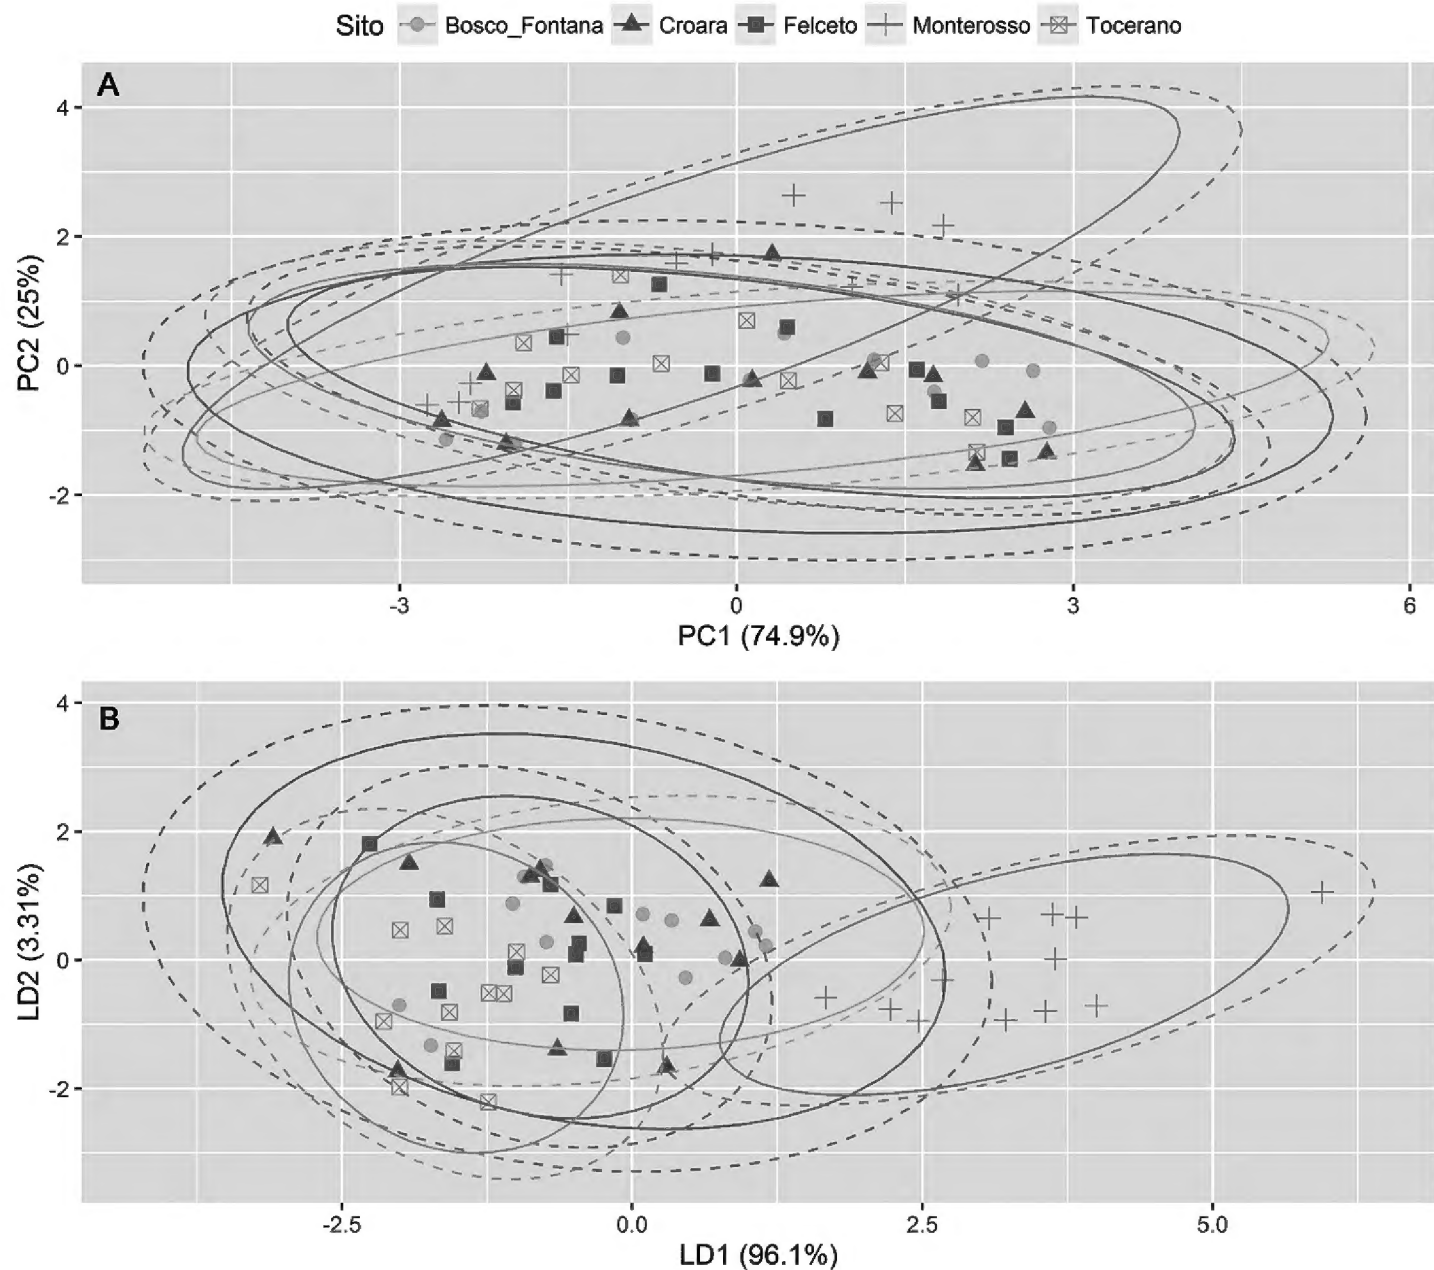 Sito Bosco_Fontana Croara Felceto Monterosso Tocerano
A
4
2
0
-2
PC2 (25%)
-3 0 3 6
PC1 (74.9%)
B
4
2
0
-2
LD2 (3.31%)
-2.5 0.0 2.5 5.0
LD1 (96.1%)